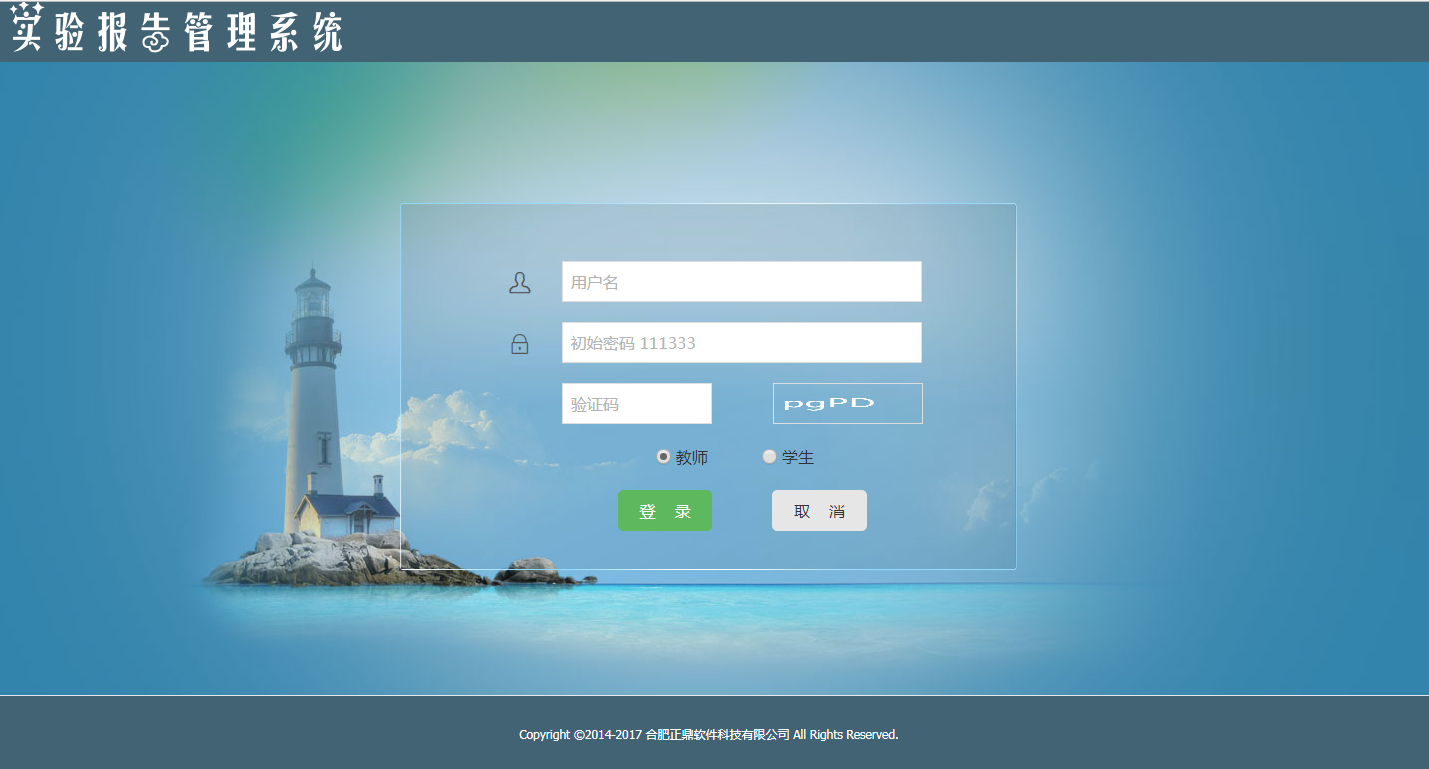 实验报告管理系统
用户名
初始密码 111333
验证码
pgPD
教师 学生
登 录 取 消
Copyright ©2014-2017 合肥正鼎软件科技有限公司 All Rights Reserved.